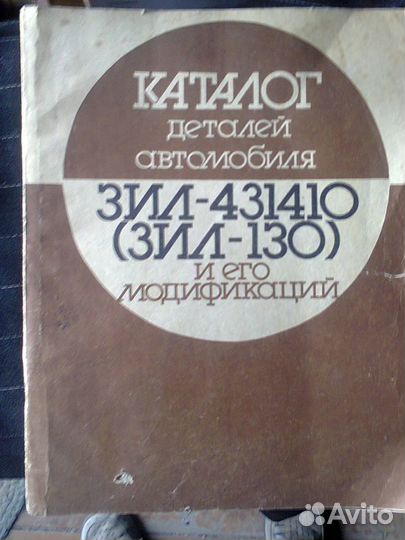 КАТАЛОГ
деталей
автомобиля
ЗИЛ-431410
(ЗИЛ-130)
и его
модификаций
Avito